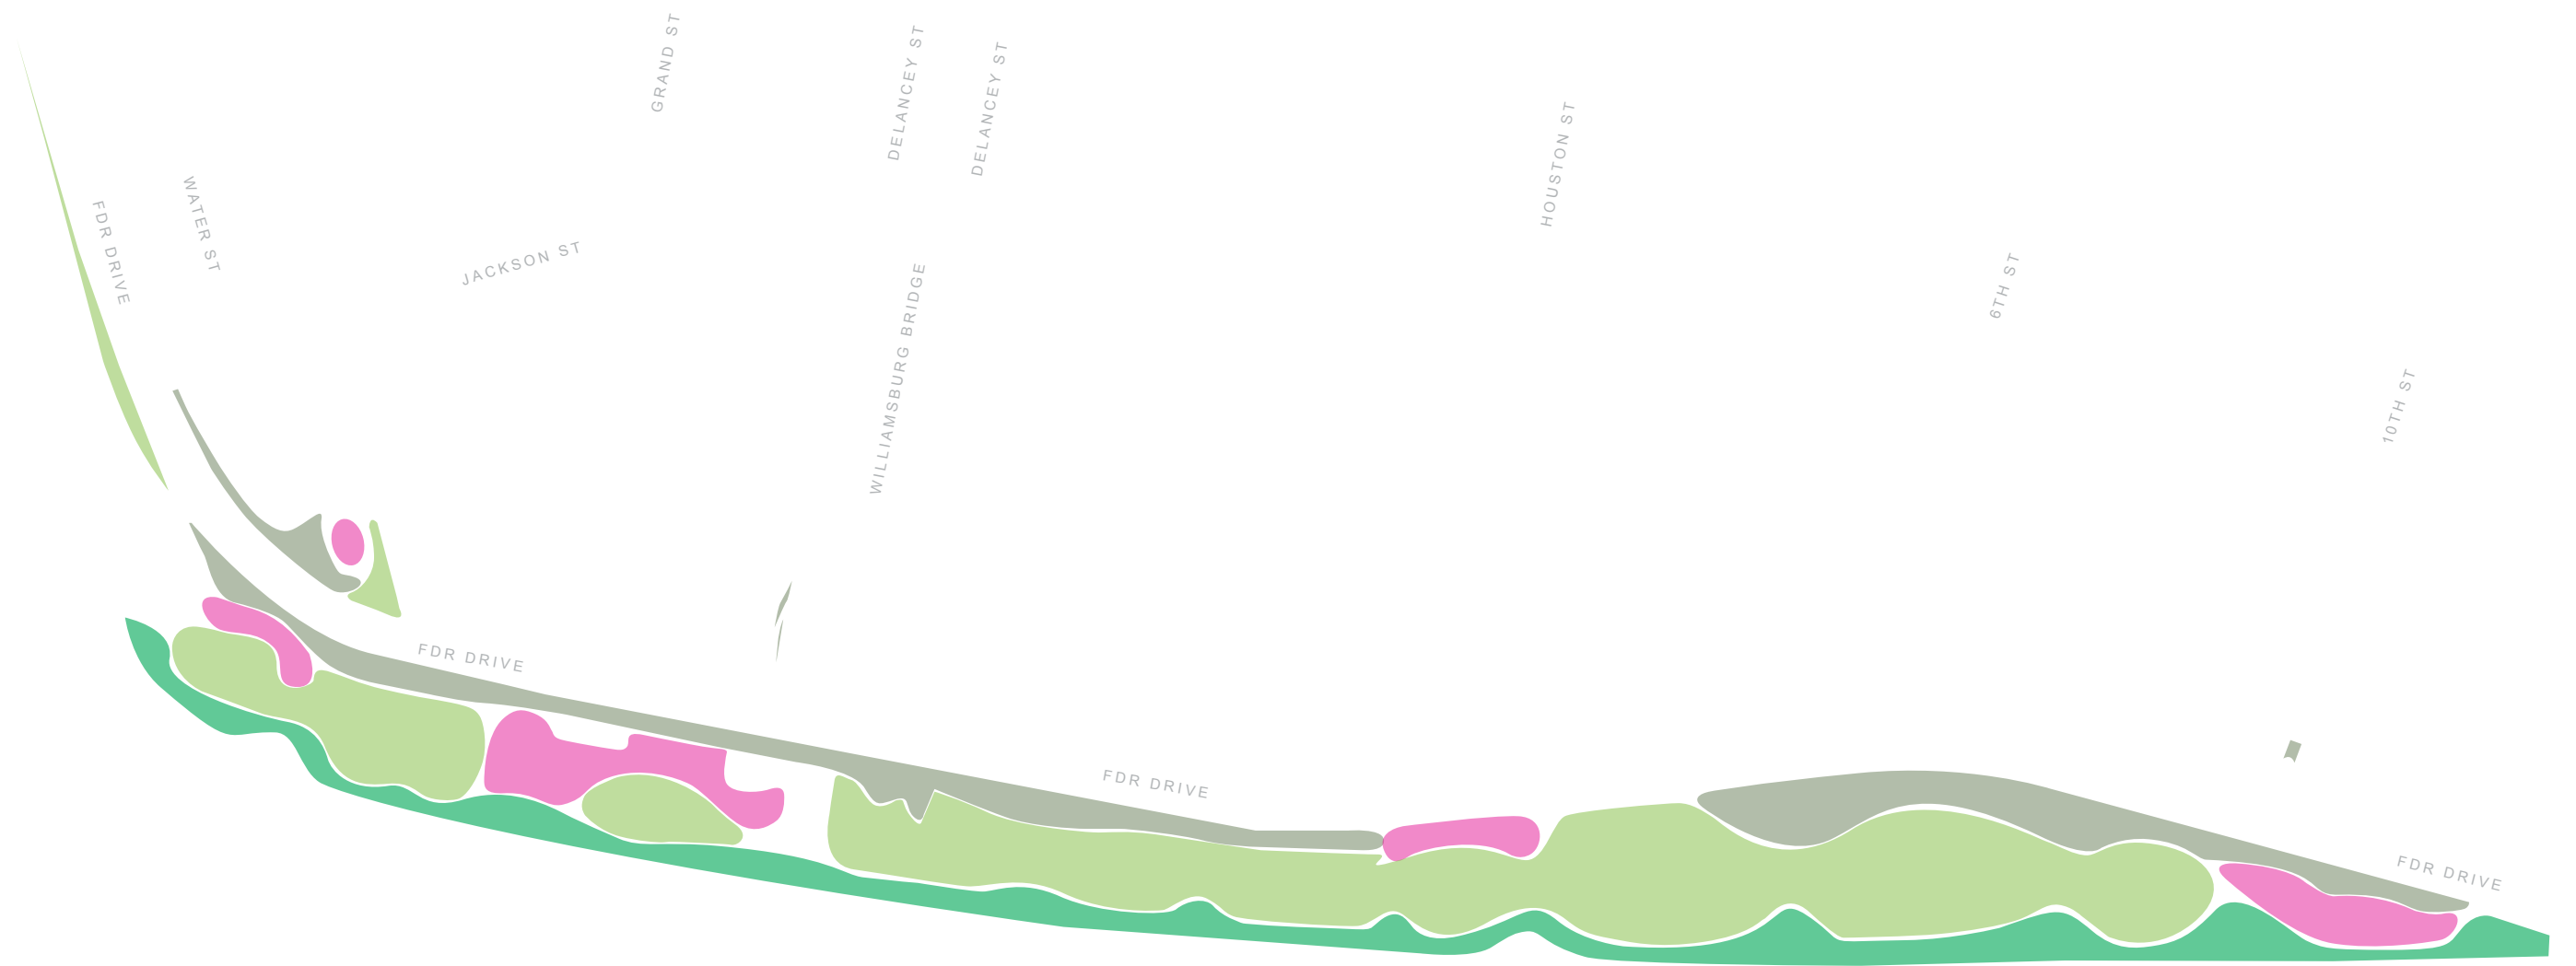 GRAND ST
DELANCEY ST
DELANCEY ST
HOUSTON ST
FDR DRIVE
WATER ST
JACKSON ST
WILLIAMSBURG BRIDGE
6TH ST
10TH ST
FDR DRIVE
FDR DRIVE
FDR DRIVE